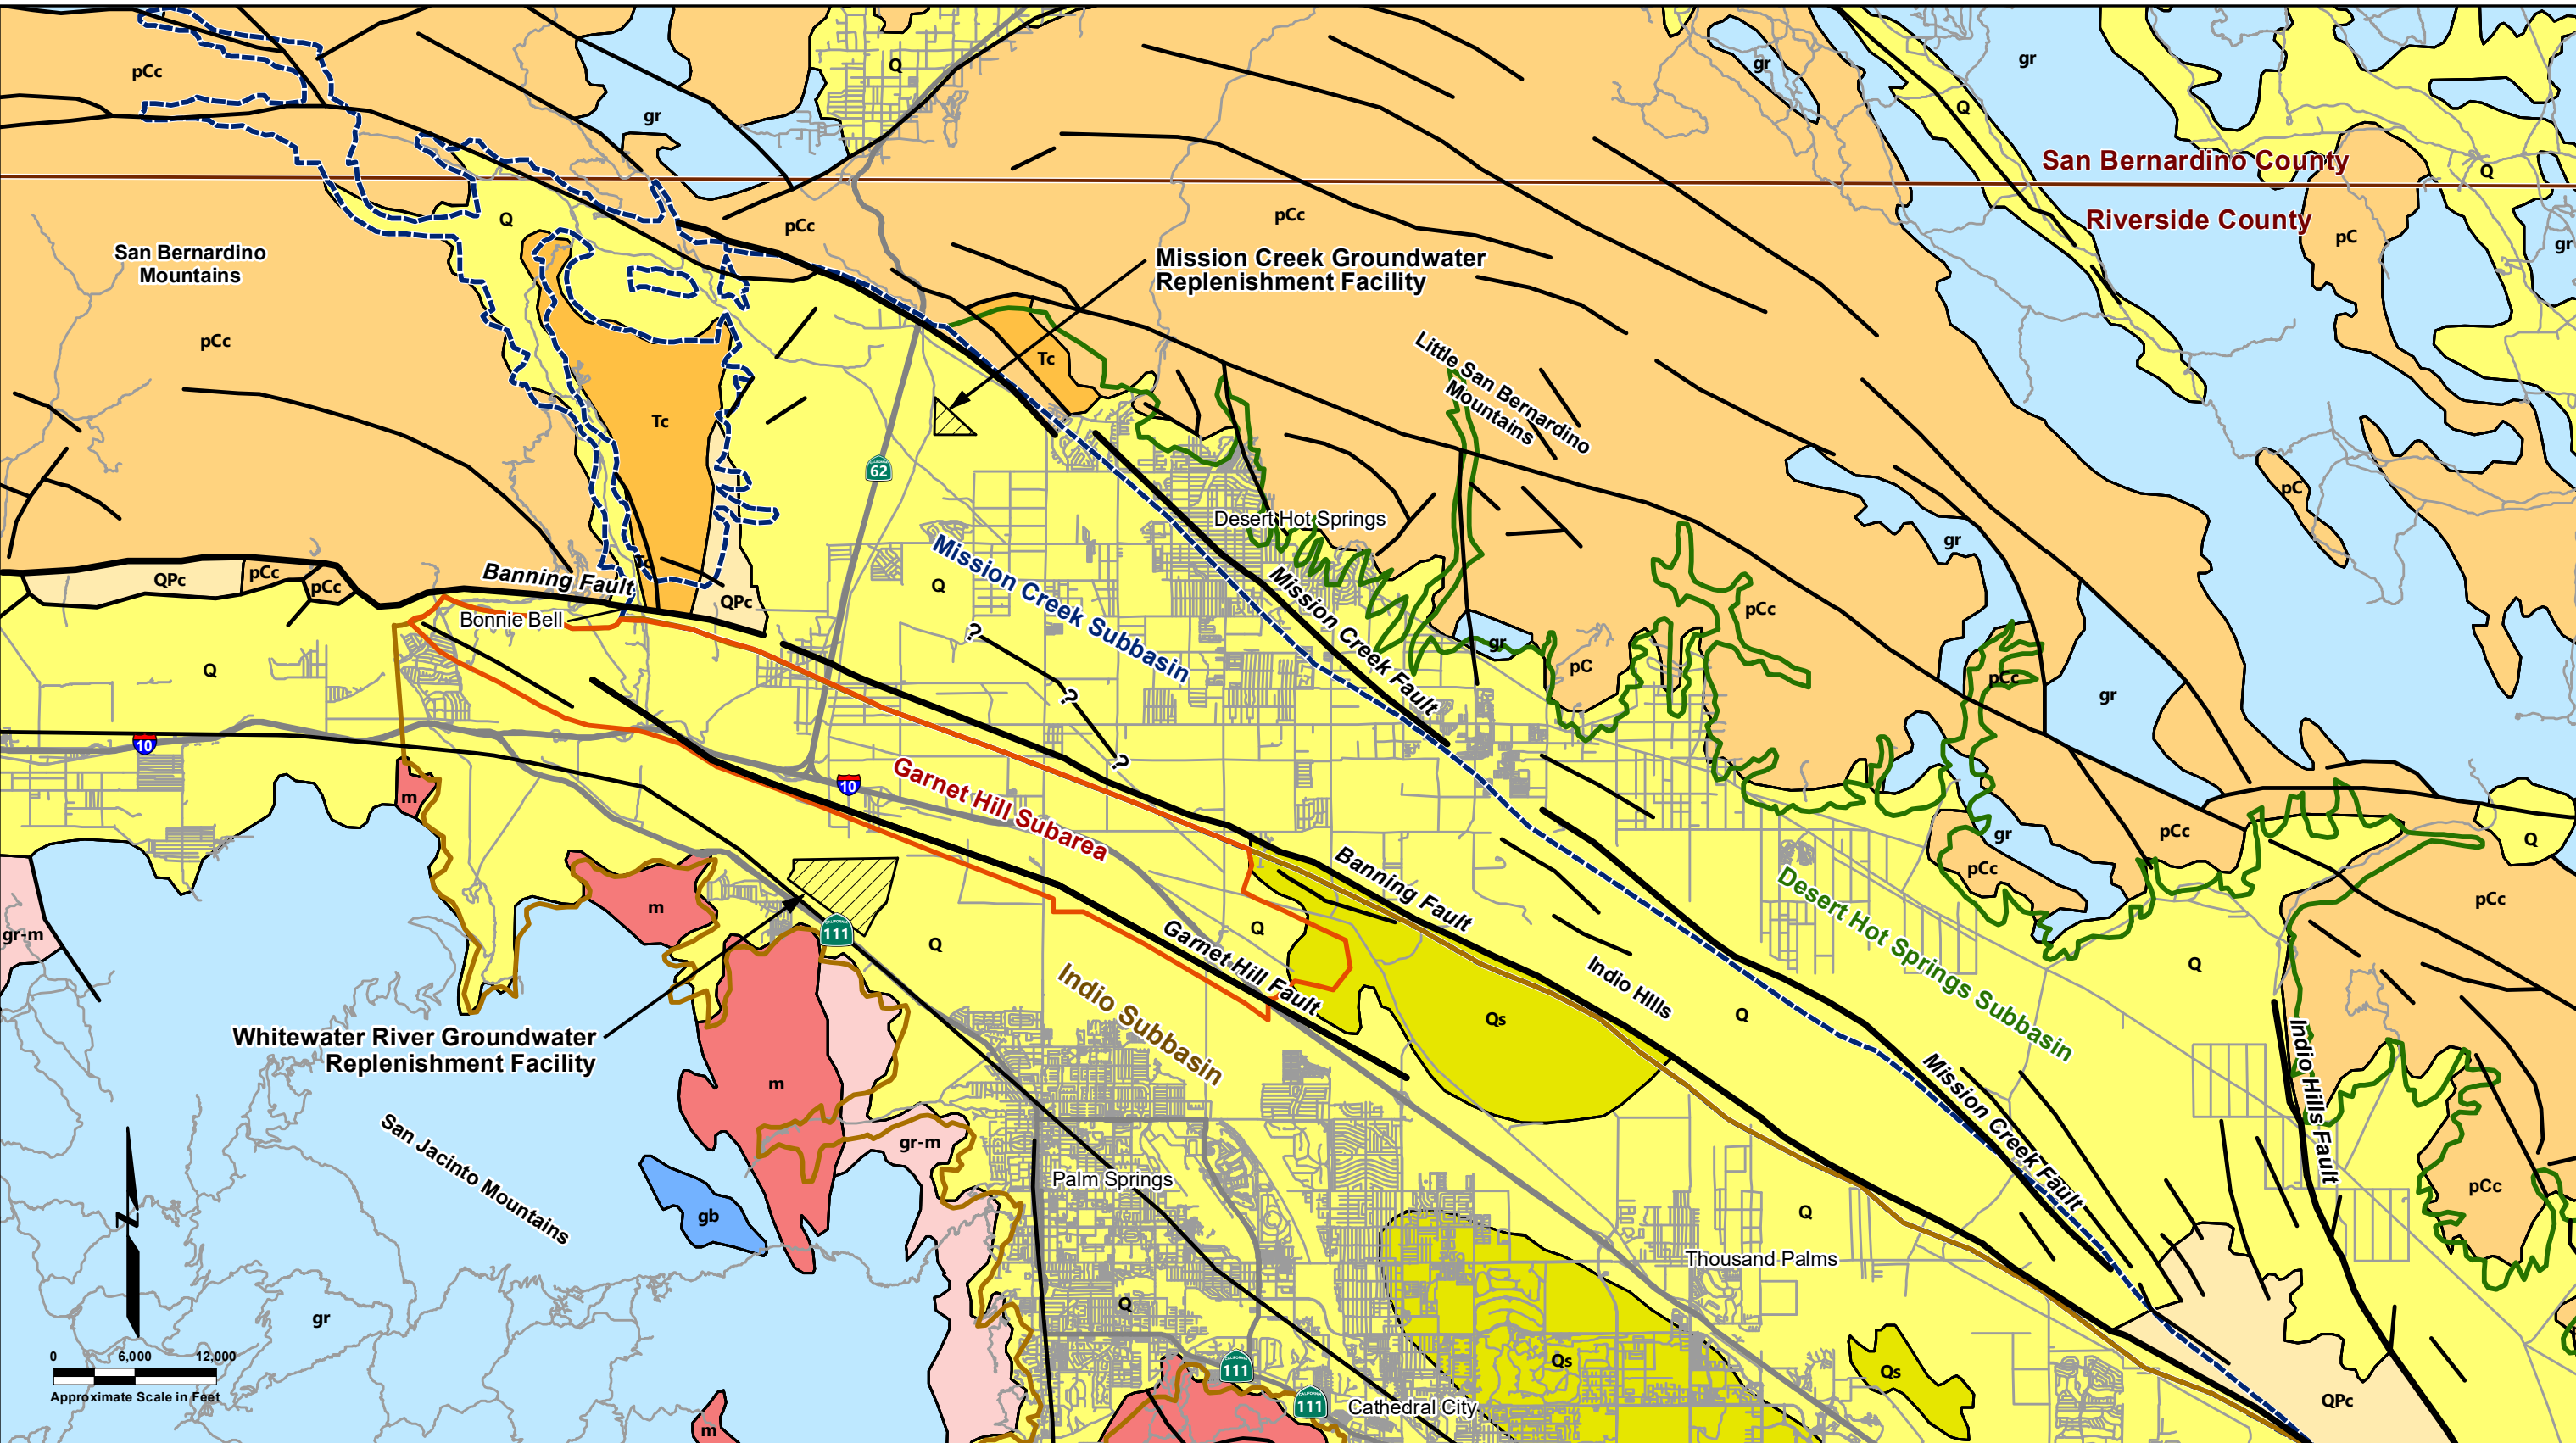 pCc
Q
gr
gr
gr
Q
San Bernardino County
Q
Riverside County
pC
gr
Q
pCc
pCc
San Bernardino
Mountains
Mission Creek Groundwater
Replenishment Facility
pCc
Tc
Little San Bernardino
Mountains
Tc
62
pC
Desert Hot Springs
gr
Banning Fault
QPc
pCc
pCc
QPc
Bonnie Bell
Q
Mission Creek Subbasin
Mission Creek Fault
pCc
?
?
?
Q
gr
pC
pCc
gr
10
10
m
Garnet Hill Subarea
gr
pCc
Q
pCc
Banning Fault
Desert Hot Springs Subbasin
pCc
m
gr-m
111
Q
Q
Garnet Hill Fault
Indio Subbasin
Indio Hills
Q
Q
Qs
Whitewater River Groundwater
Replenishment Facility
Mission Creek Fault
Indio Hills Fault
m
gr-m
San Jacinto Mountains
Palm Springs
pCc
gb
Q
Thousand Palms
gr
Q
Qs
Qs
0 6,000 12,000
Approximate Scale in Feet
111
111
Cathedral City
QPc
m